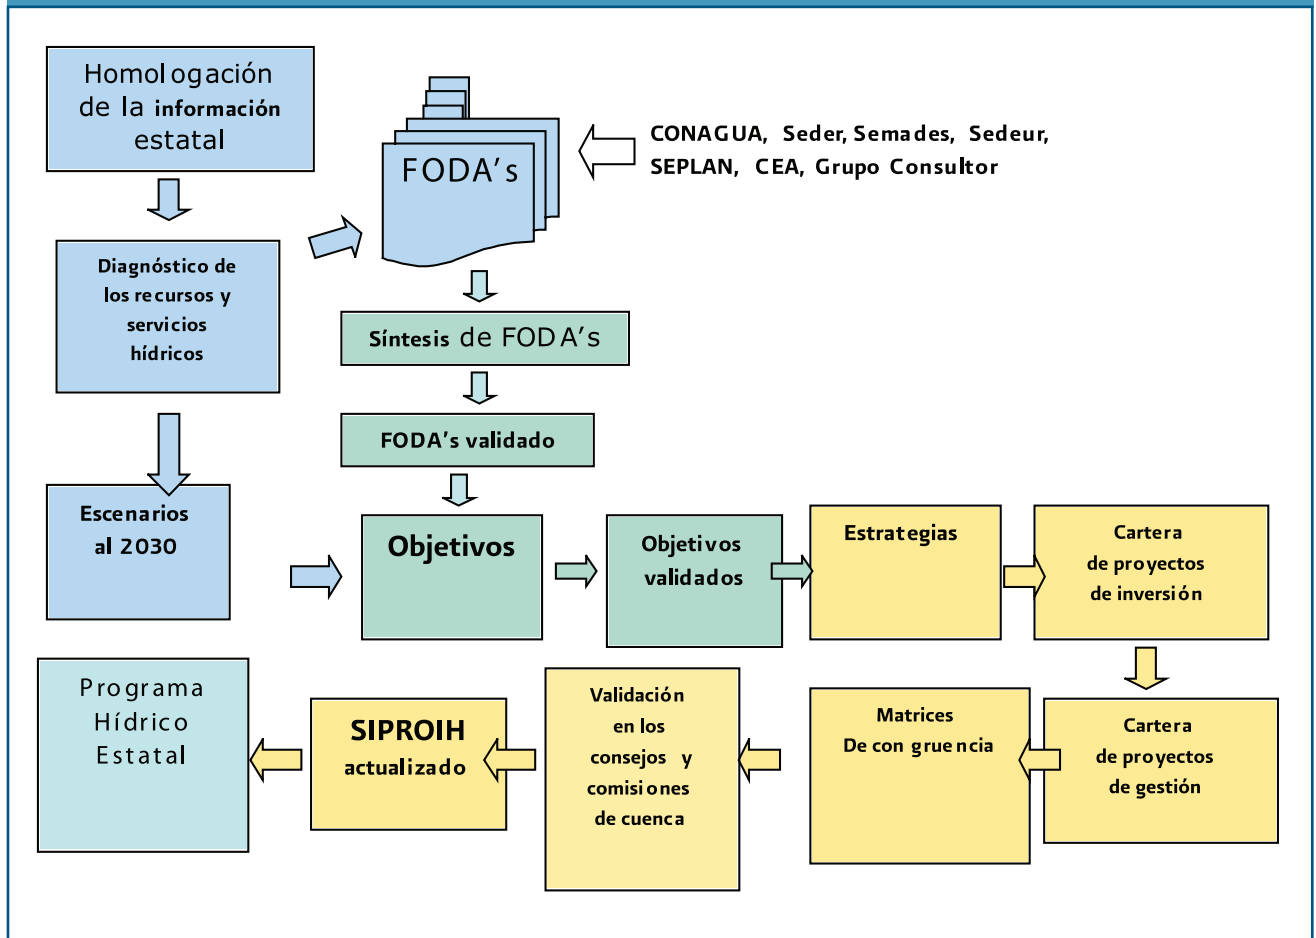 Homologación
de la información
estatal
FODA's
CONAGUA, Seder, Semades, Sedeur,
SEPLAN, CEA, Grupo Consultor
Diagnóstico de
los recursos y
servicios
hídricos
Síntesis de FODA's
FODA's validado
Escenarios
al 2030
Objetivos
Objetivos
validados
Estrategias
Cartera
de proyectos
de inversión
Cartera
de proyectos
de gestión
Matrices
De con gruencia
Validación
en los
consejos y
comisiones
de cuenca
SIPROIH
actualizado
Programa
Hídrico
Estatal